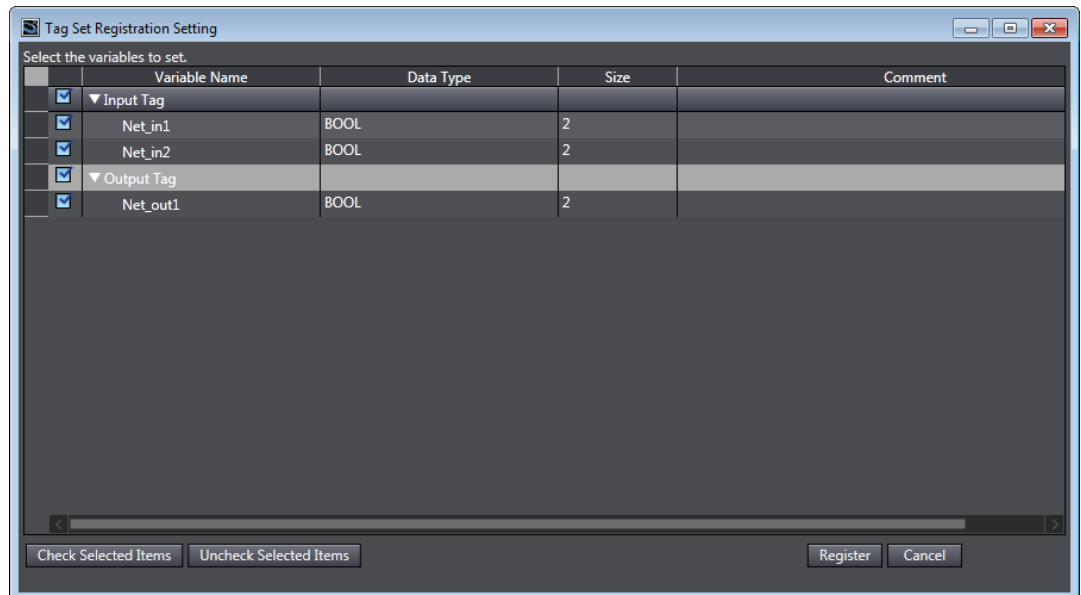 Tag Set Registration Setting
Select the variables to set.
Variable Name Data Type Size Comment
▼ Input Tag
Net_in1 BOOL 2
Net_in2 BOOL 2
▼ Output Tag
Net_out1 BOOL 2
Check Selected Items Uncheck Selected Items Register Cancel